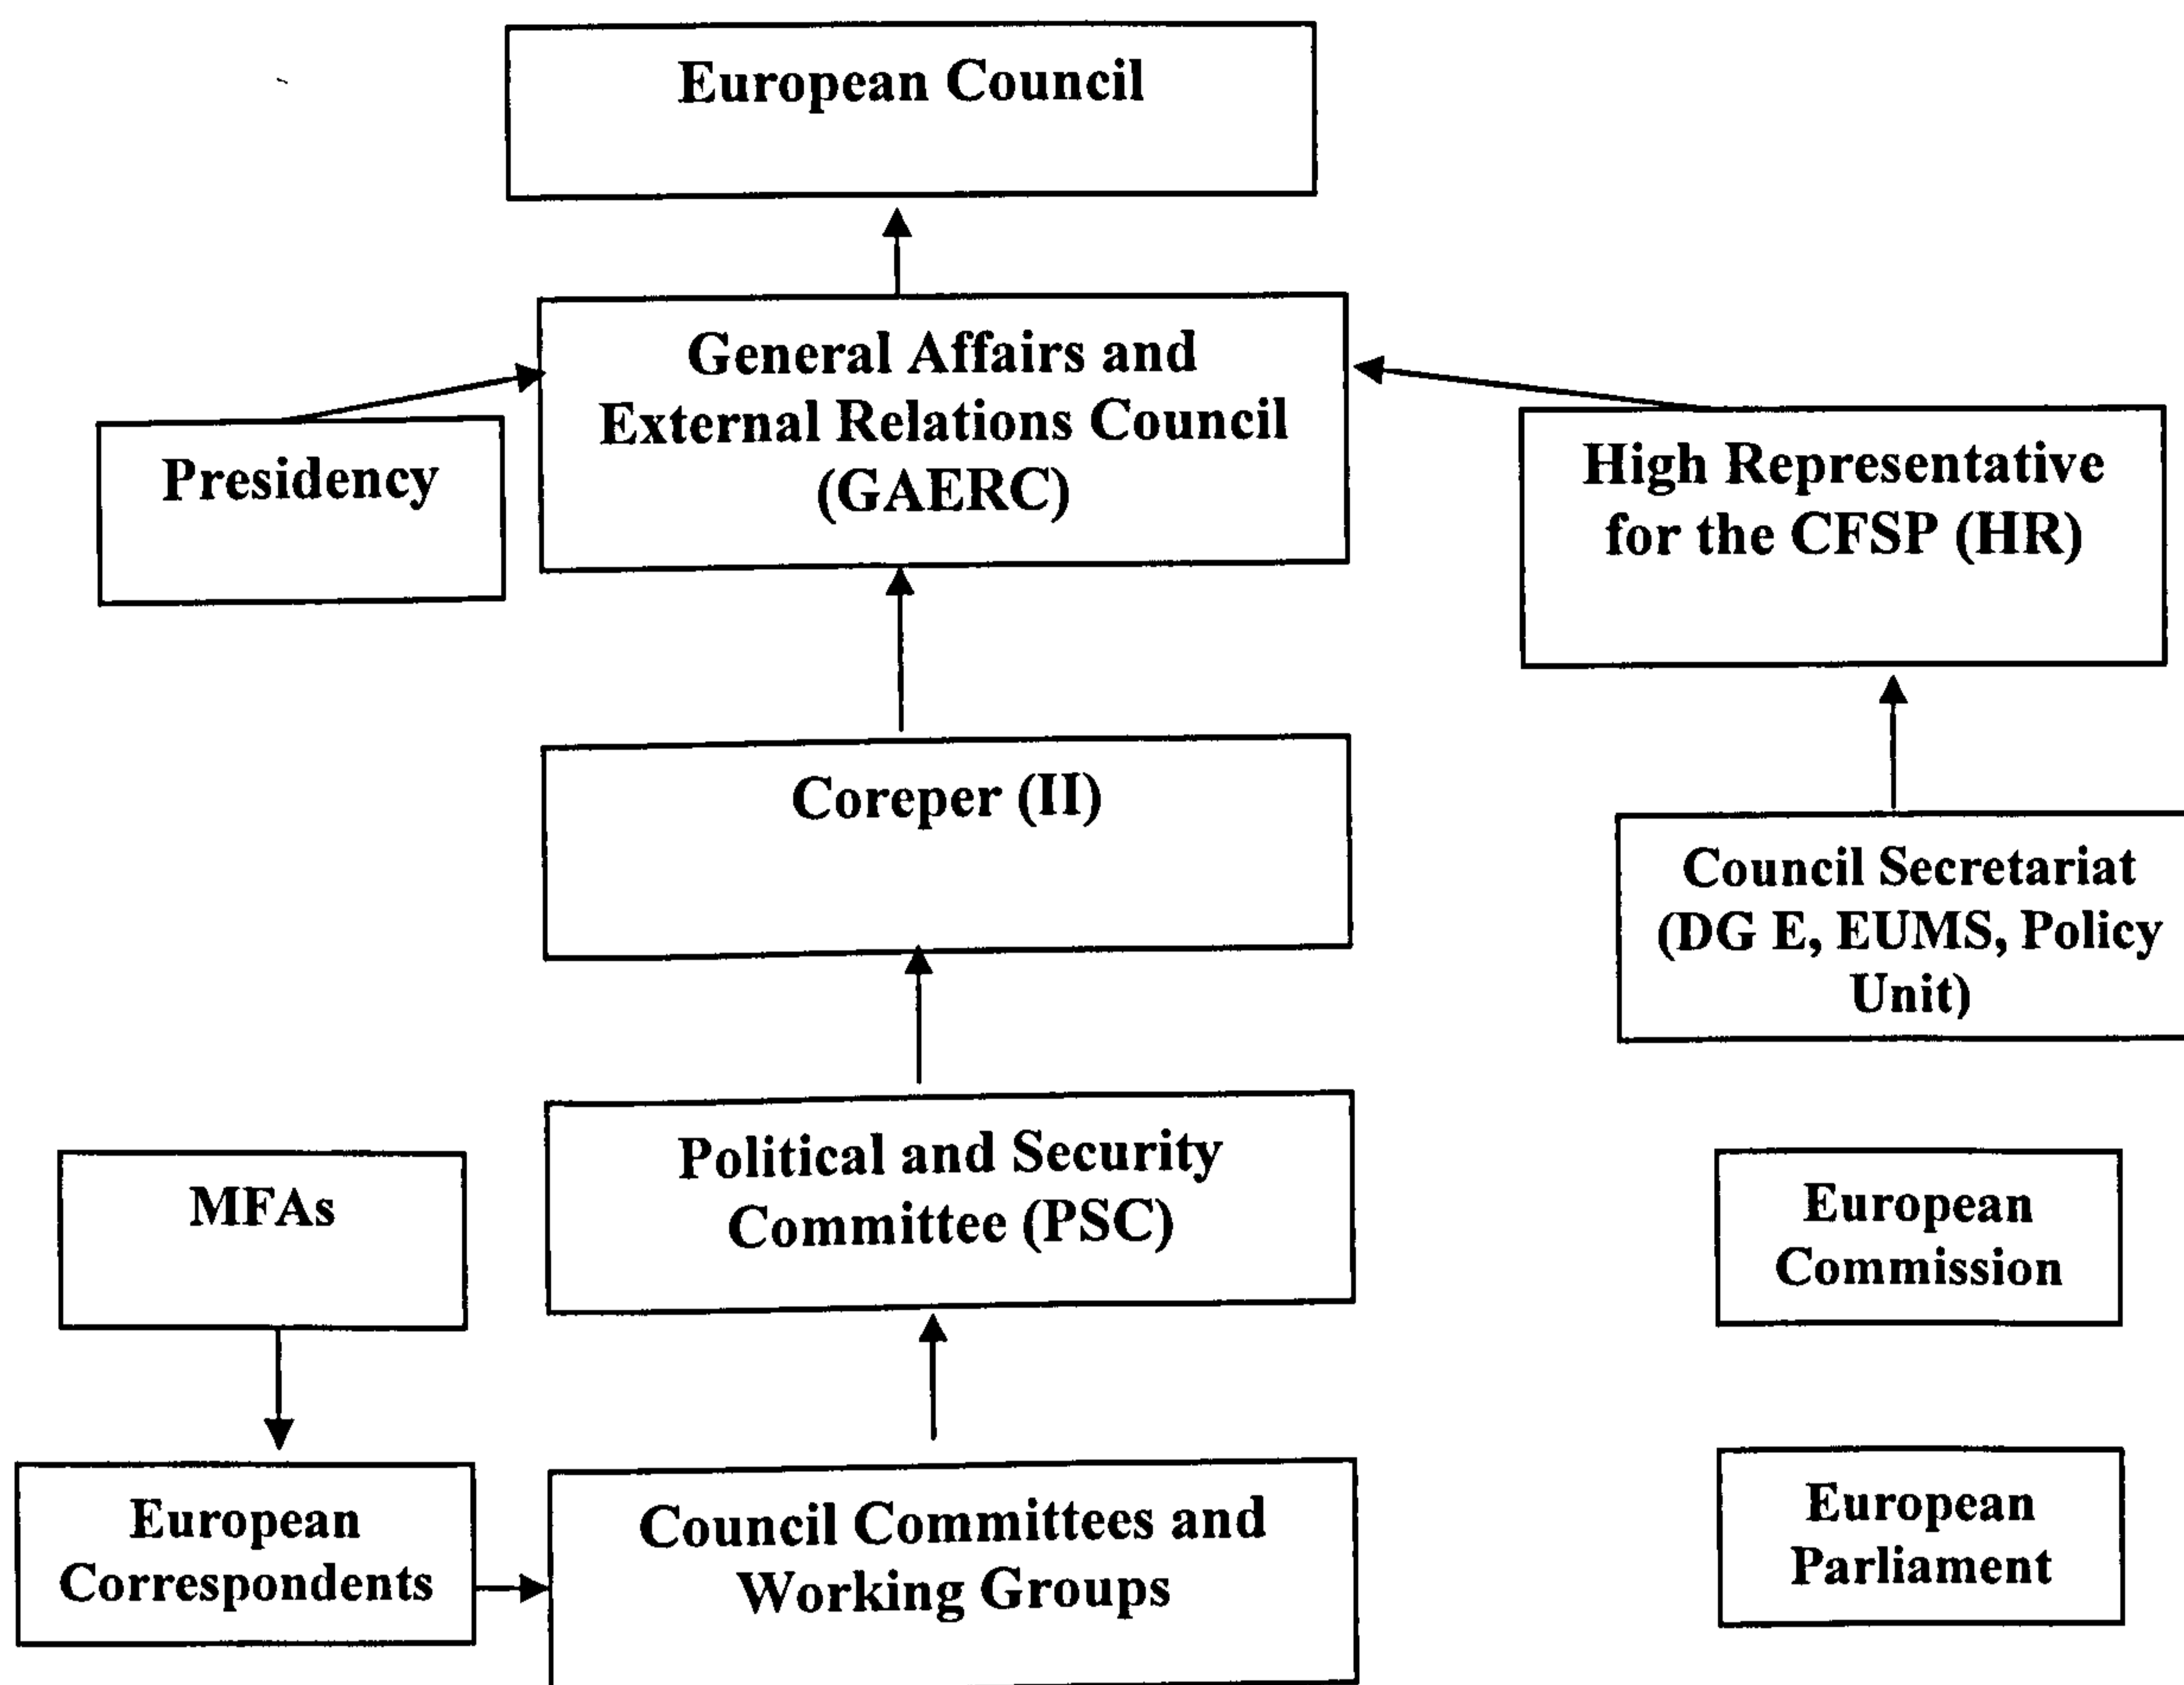 European Council
General Affairs and
External Relations Council
(GAERC)
Presidency
High Representative
for the CFSP (HR)
Coreper (II)
Council Secretariat
(DG E, EUMS, Policy
Unit)
Political and Security
Committee (PSC)
MFAs
European
Commission
European
Correspondents
Council Committees and
Working Groups
European
Parliament